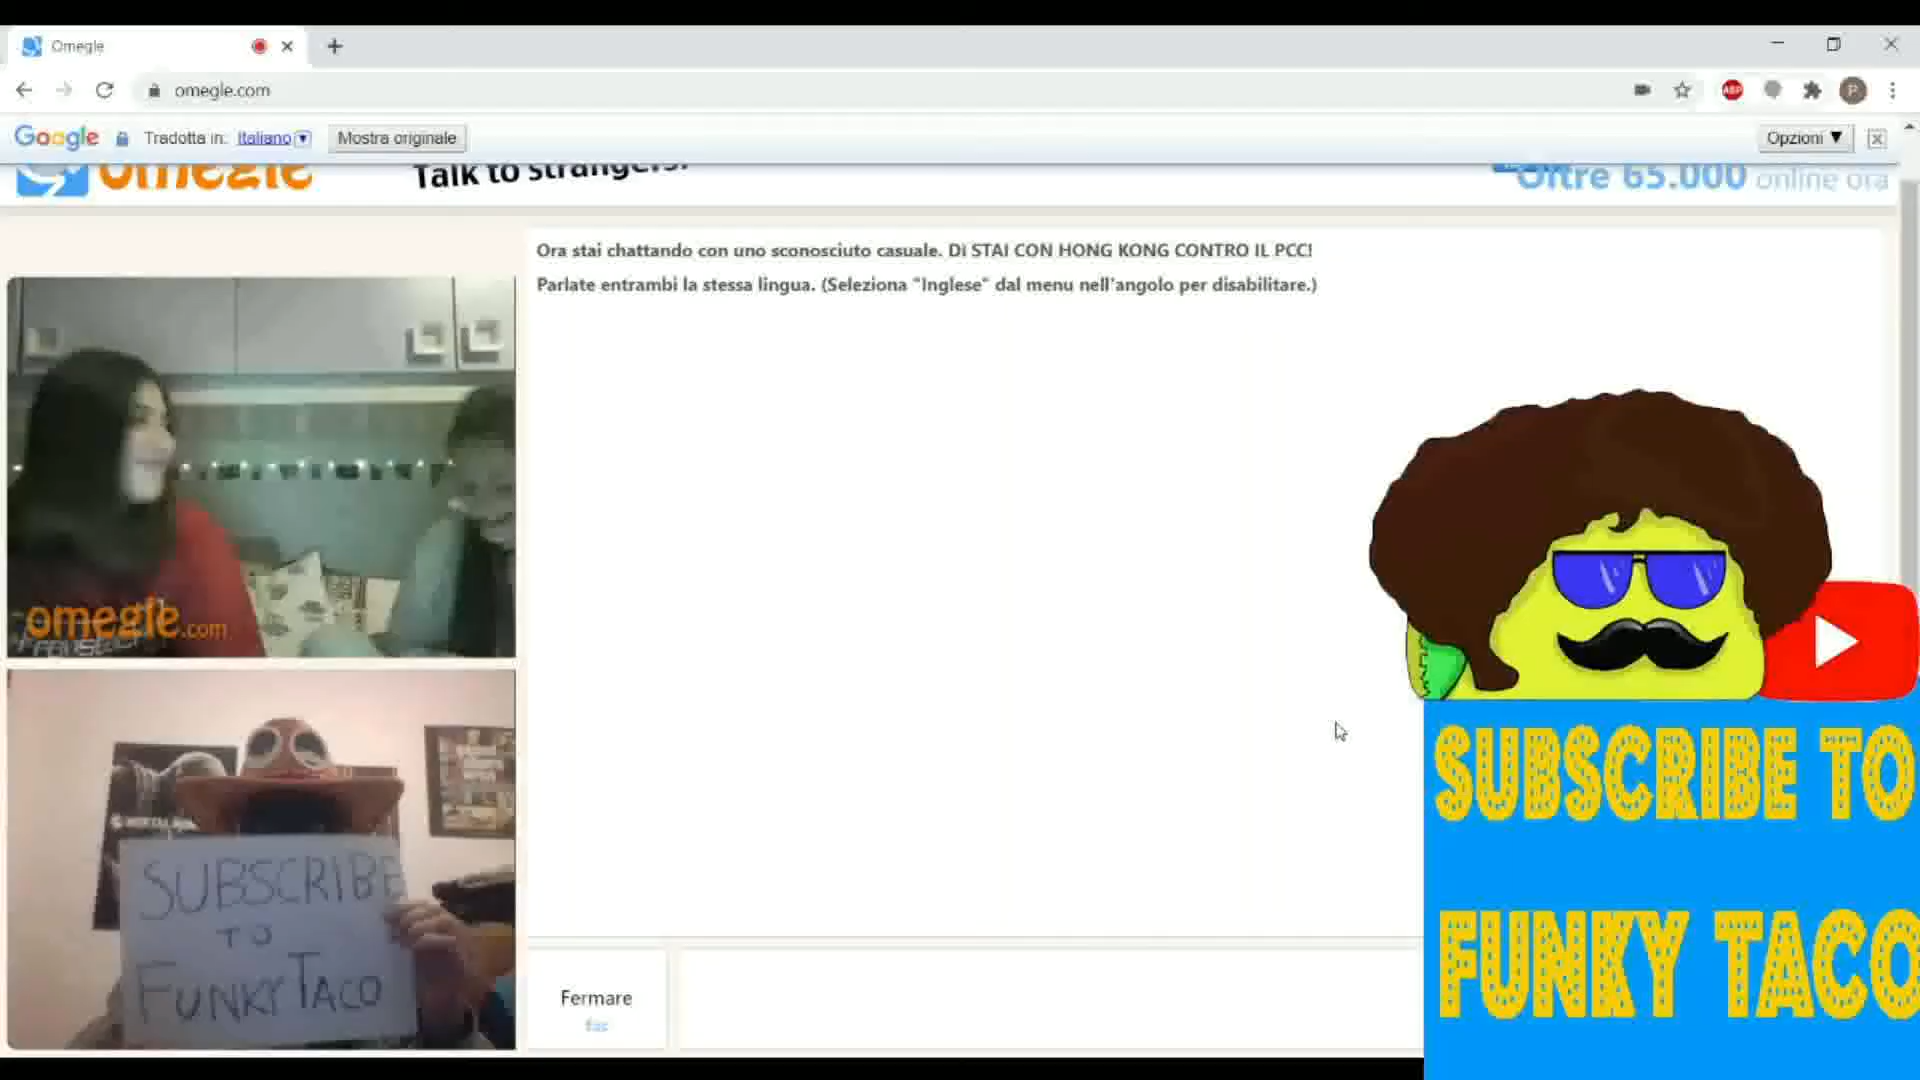 Omegle
omegle.com
ABP
P
Google Tradotta in: Italiano Mostra originale
Opzioni ▼
omegle
Talk to strangers!
Oltre 65.000 online ora
Ora stai chattando con uno sconosciuto casuale. Di STAI CON HONG KONG CONTRO IL PCC!
Parlate entrambi la stessa lingua. (Seleziona "Inglese" dal menu nell'angolo per disabilitare.)
omegle.com
SUBSCRIBE
TO
FUNKY TACO
Fermare
Esc
SUBSCRIBE TO
FUNKY TACO